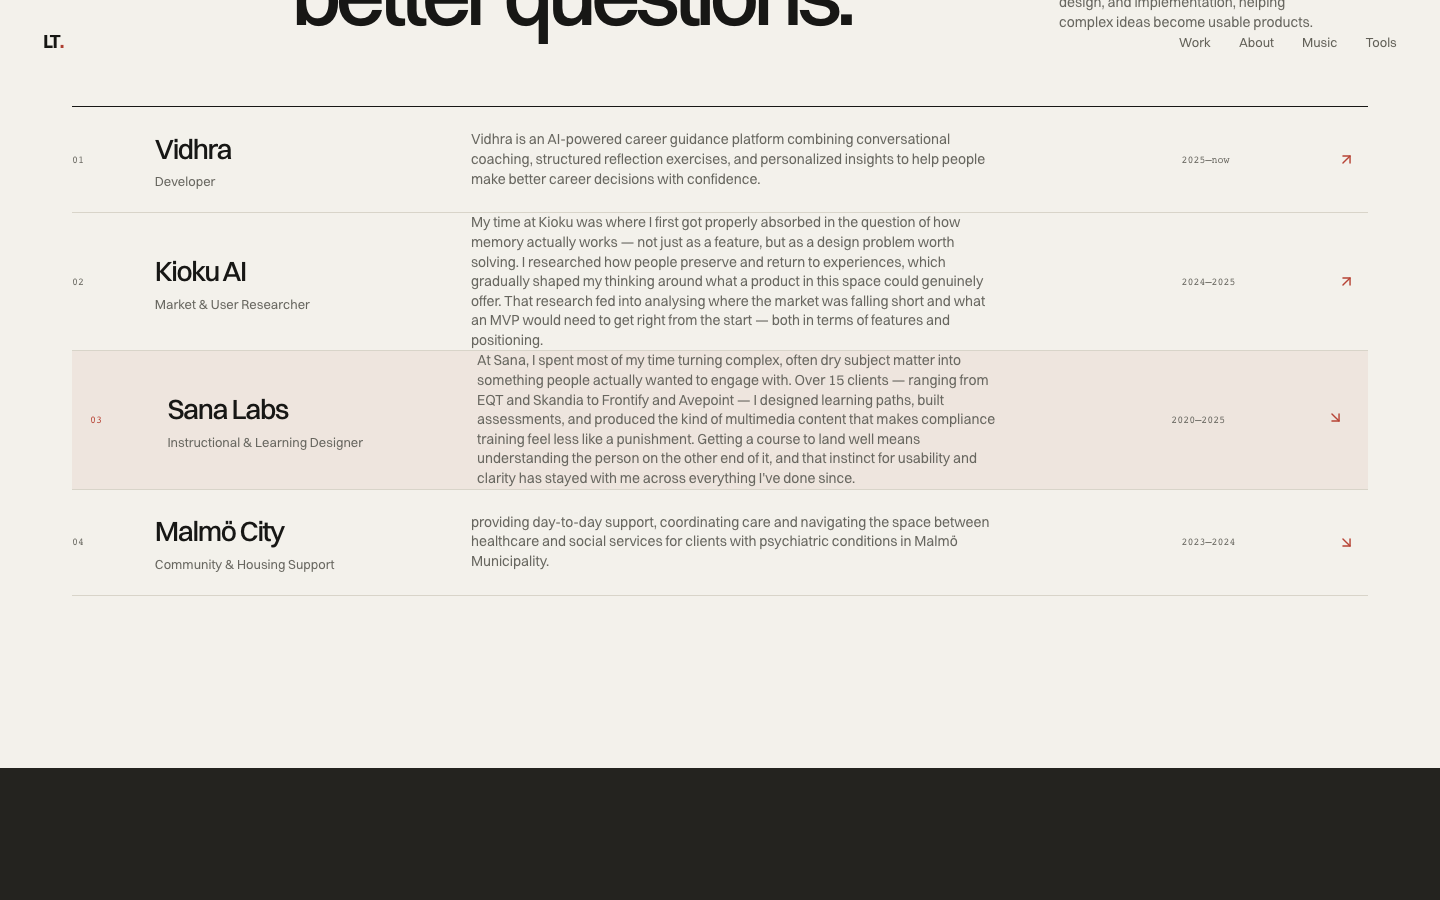 better questions.
design, and implementation, helping
complex ideas become usable products.
LT.
Work About Music Tools
01
Vidhra
Developer
Vidhra is an AI-powered career guidance platform combining conversational
coaching, structured reflection exercises, and personalized insights to help people
make better career decisions with confidence.
2025—now
02
Kioku AI
Market & User Researcher
My time at Kioku was where I first got properly absorbed in the question of how
memory actually works — not just as a feature, but as a design problem worth
solving. I researched how people preserve and return to experiences, which
gradually shaped my thinking around what a product in this space could genuinely
offer. That research fed into analysing where the market was falling short and what
an MVP would need to get right from the start — both in terms of features and
positioning.
2024—2025
03
Sana Labs
Instructional & Learning Designer
At Sana, I spent most of my time turning complex, often dry subject matter into
something people actually wanted to engage with. Over 15 clients — ranging from
EQT and Skandia to Frontify and Avepoint — I designed learning paths, built
assessments, and produced the kind of multimedia content that makes compliance
training feel less like a punishment. Getting a course to land well means
understanding the person on the other end of it, and that instinct for usability and
clarity has stayed with me across everything I've done since.
2020—2025
04
Malmö City
Community & Housing Support
providing day-to-day support, coordinating care and navigating the space between
healthcare and social services for clients with psychiatric conditions in Malmö
Municipality.
2023—2024